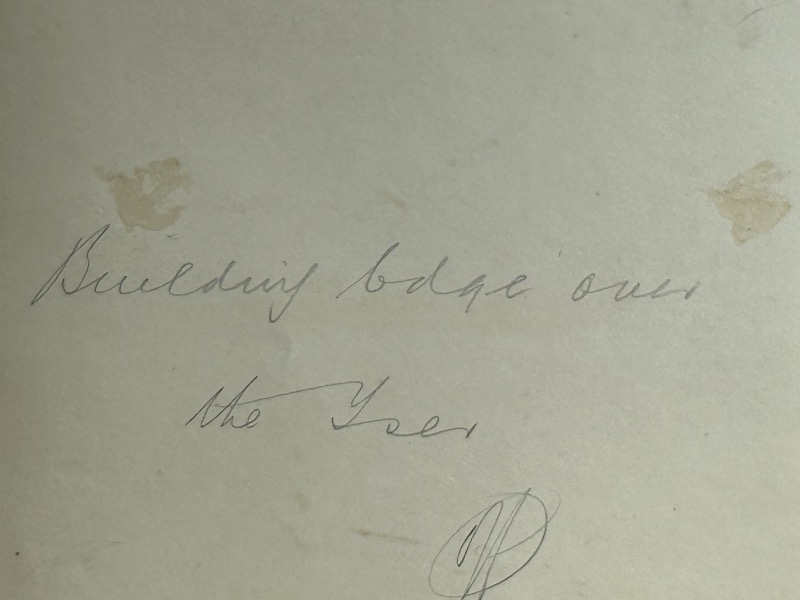 Building bdge over
the Yser